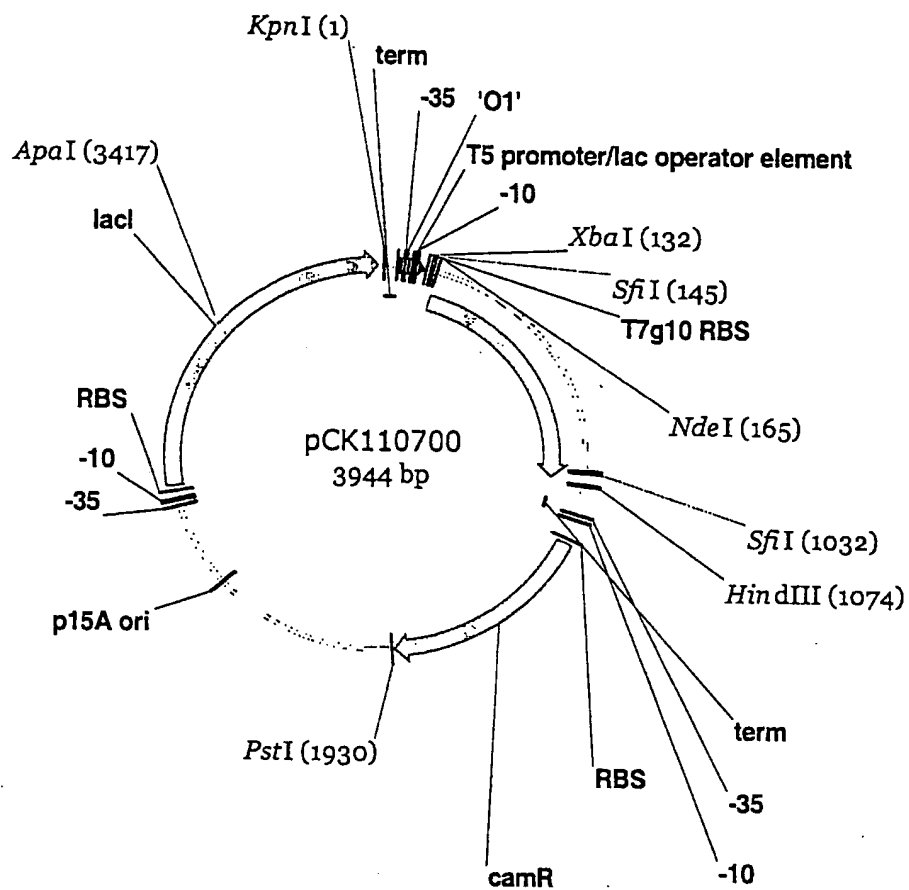 KpnI (1)
term
-35
'O1'
ApaI (3417)
T5 promoter/lac operator element
-10
lacI
XbaI (132)
SfiI (145)
T7g10 RBS
RBS
NdeI (165)
-10
pCK110700
3944 bp
-35
SfiI (1032)
HindIII (1074)
p15A ori
term
PstI (1930)
RBS
-35
-10
camR